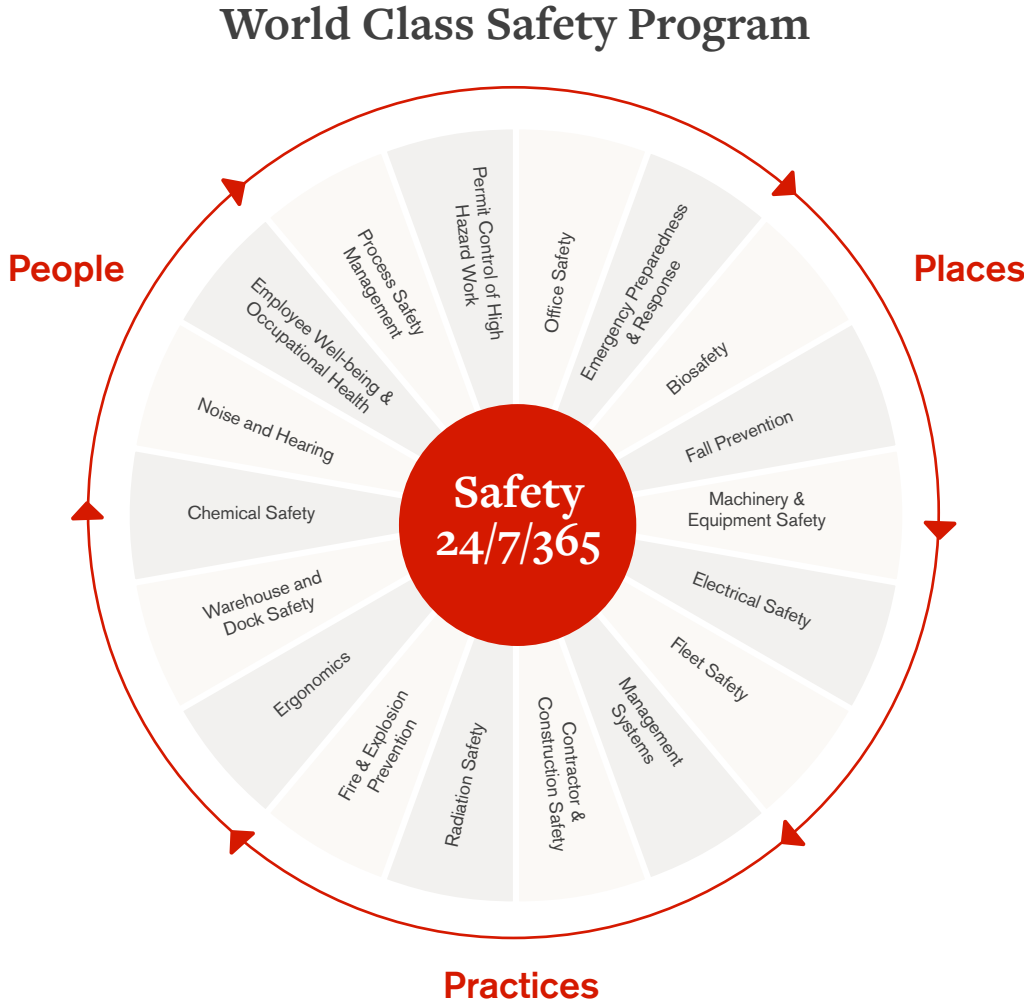 World Class Safety Program
People
Places
Practices
Safety
24/7/365
Office Safety
Emergency Preparedness
& Response
Biosafety
Fall Prevention
Machinery &
Equipment Safety
Electrical Safety
Fleet Safety
Management
Systems
Contractor &
Construction Safety
Radiation Safety
Fire & Explosion
Prevention
Ergonomics
Warehouse and
Dock Safety
Chemical Safety
Noise and Hearing
Employee Well-being &
Occupational Health
Process Safety
Management
Permit Control of High
Hazard Work